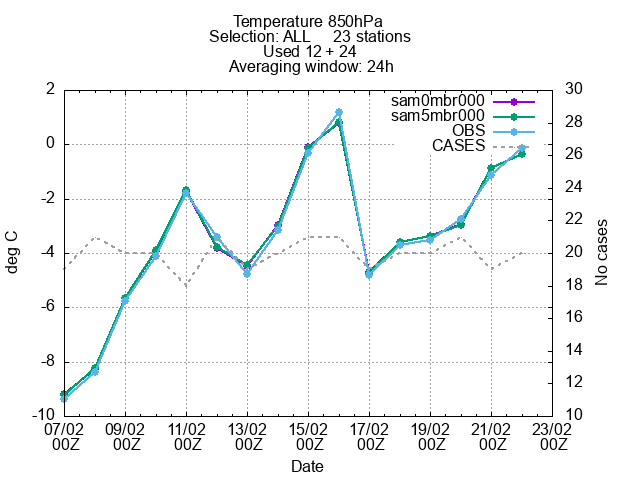 Temperature 850hPa
Selection: ALL     23 stations
Used 12 + 24
Averaging window: 24h
sam0mbr000
sam5mbr000
OBS
CASES
deg C
2
0
-2
-4
-6
-8
-10
30
28
26
24
22
20
18
16
14
12
10
No cases
07/02 09/02 11/02 13/02 15/02 17/02 19/02 21/02 23/02
00Z 00Z 00Z 00Z 00Z 00Z 00Z 00Z 00Z
Date